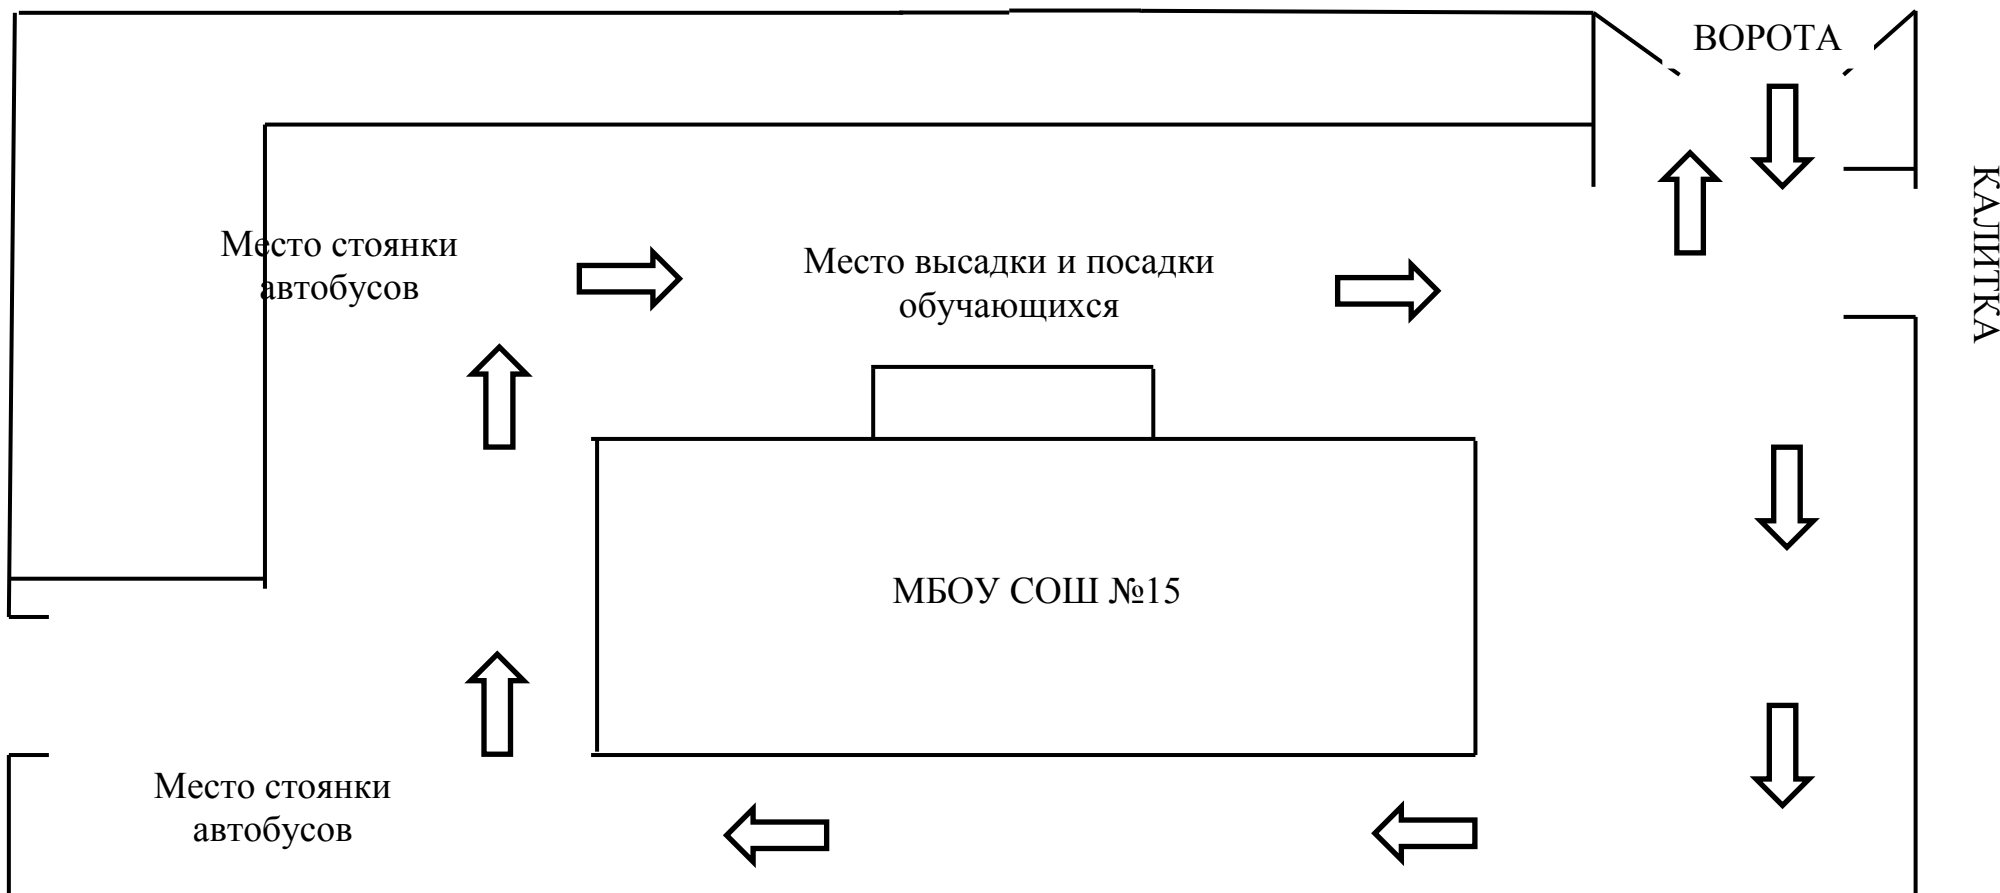 ВОРОТА
КАЛИТКА
Место стоянки
автобусов
Место высадки и посадки
обучающихся
МБОУ СОШ №15
Место стоянки
автобусов